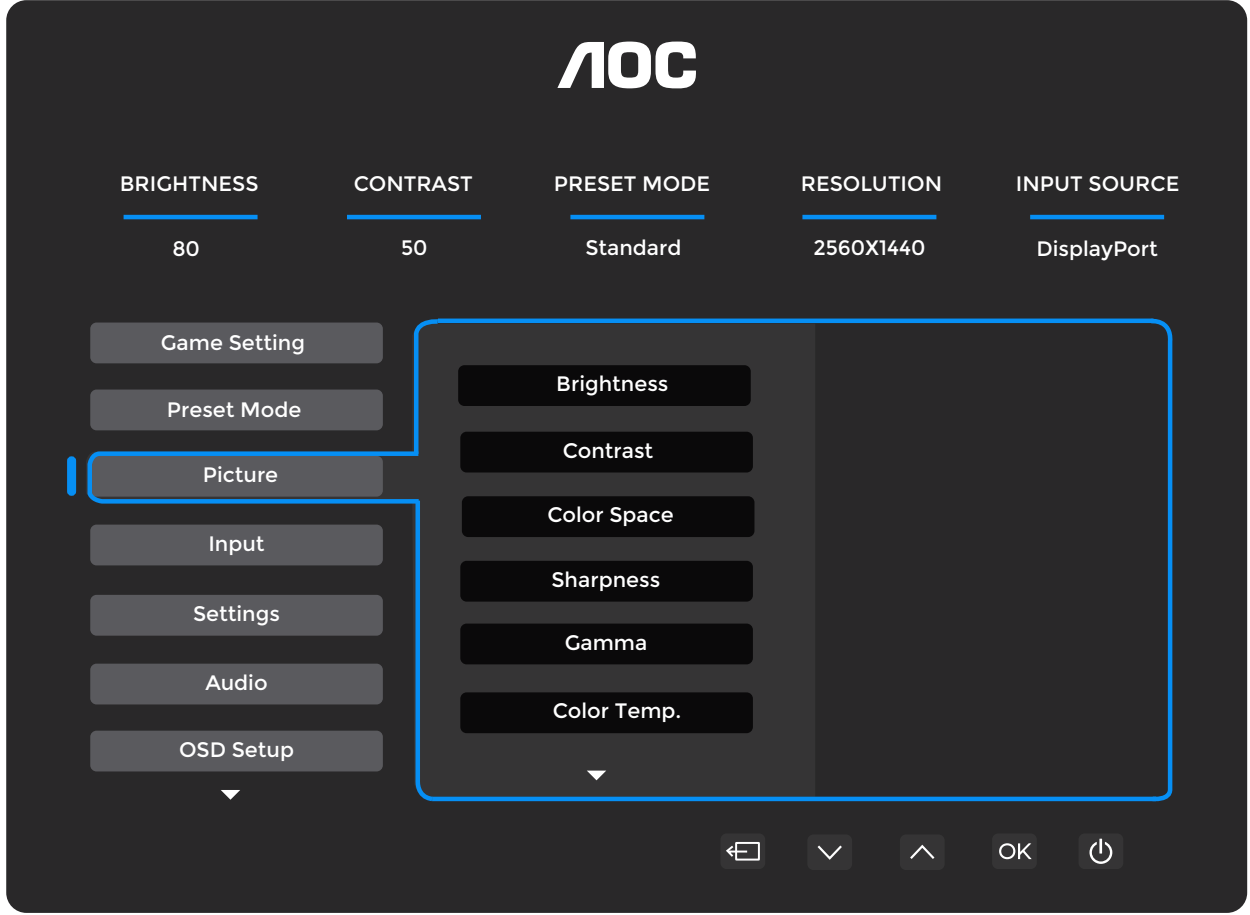 AOC
BRIGHTNESS CONTRAST PRESET MODE RESOLUTION INPUT SOURCE
80 50 Standard 2560X1440 DisplayPort
Game Setting
Preset Mode
Picture
Input
Settings
Audio
OSD Setup
Brightness
Contrast
Color Space
Sharpness
Gamma
Color Temp.
OK